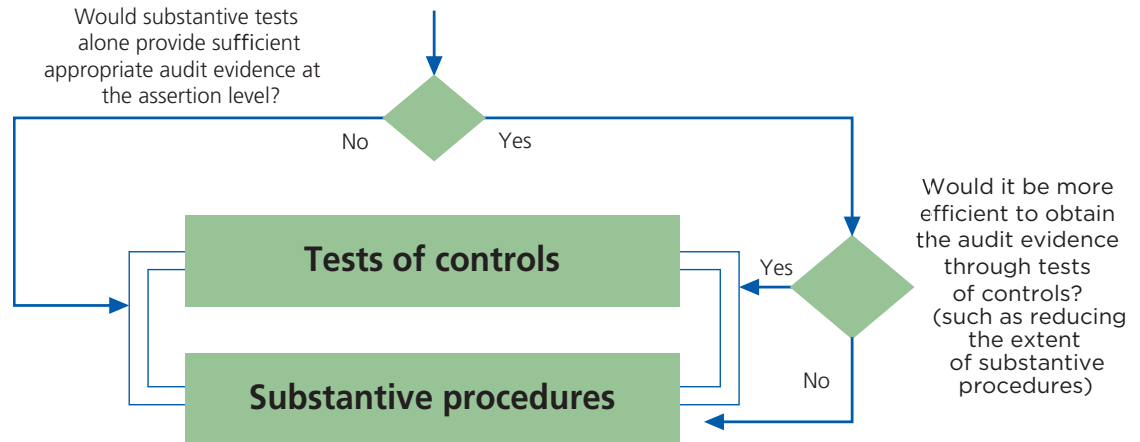 Would substantive tests
alone provide sufficient
appropriate audit evidence at
the assertion level?
No
Yes
Would it be more
efficient to obtain
the audit evidence
through tests
of controls?
(such as reducing
the extent
of substantive
procedures)
Yes
No
Tests of controls
Substantive procedures